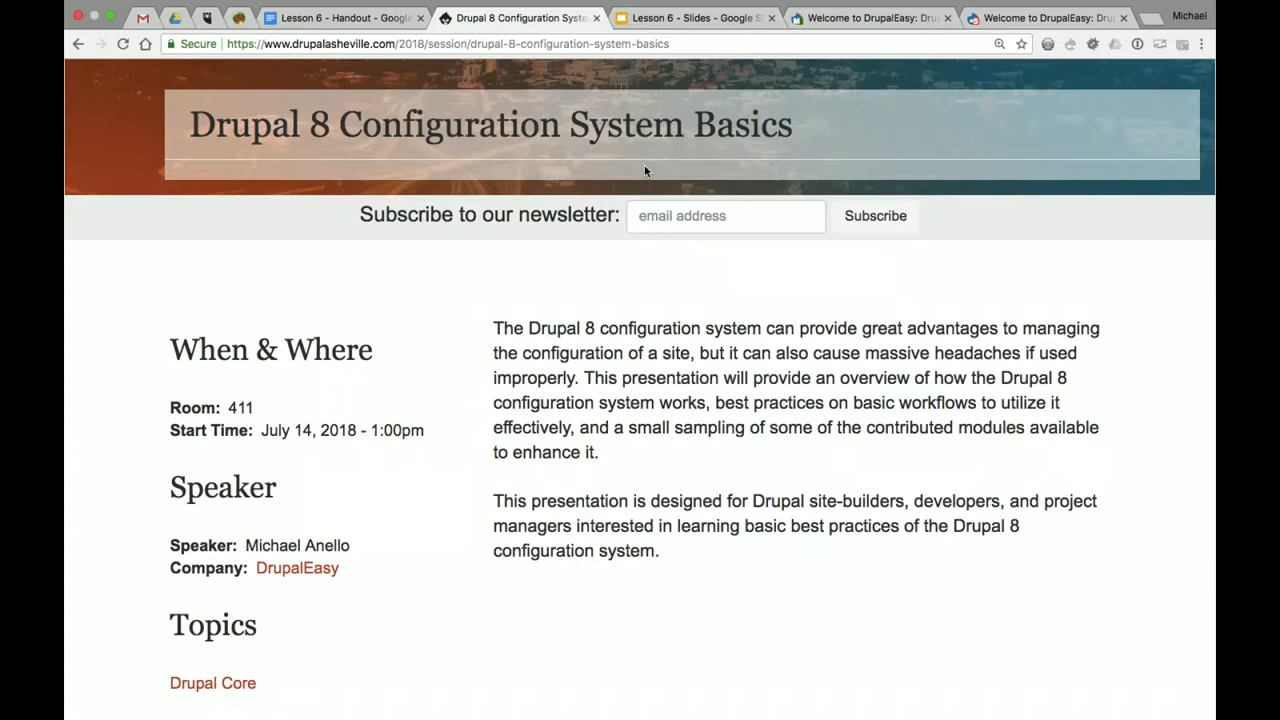 Lesson 6 - Handout - Google
Drupal 8 Configuration Syste
Lesson 6 - Slides - Google Sl
Welcome to DrupalEasy: Dru
Welcome to DrupalEasy: Dru
Michael
Secure
https://www.drupalasheville.com/2018/session/drupal-8-configuration-system-basics
Drupal 8 Configuration System Basics
Subscribe to our newsletter:
email address
Subscribe
When & Where
Room: 411
Start Time: July 14, 2018 - 1:00pm
Speaker
Speaker: Michael Anello
Company: DrupalEasy
Topics
Drupal Core
The Drupal 8 configuration system can provide great advantages to managing
the configuration of a site, but it can also cause massive headaches if used
improperly. This presentation will provide an overview of how the Drupal 8
configuration system works, best practices on basic workflows to utilize it
effectively, and a small sampling of some of the contributed modules available
to enhance it.
This presentation is designed for Drupal site-builders, developers, and project
managers interested in learning basic best practices of the Drupal 8
configuration system.